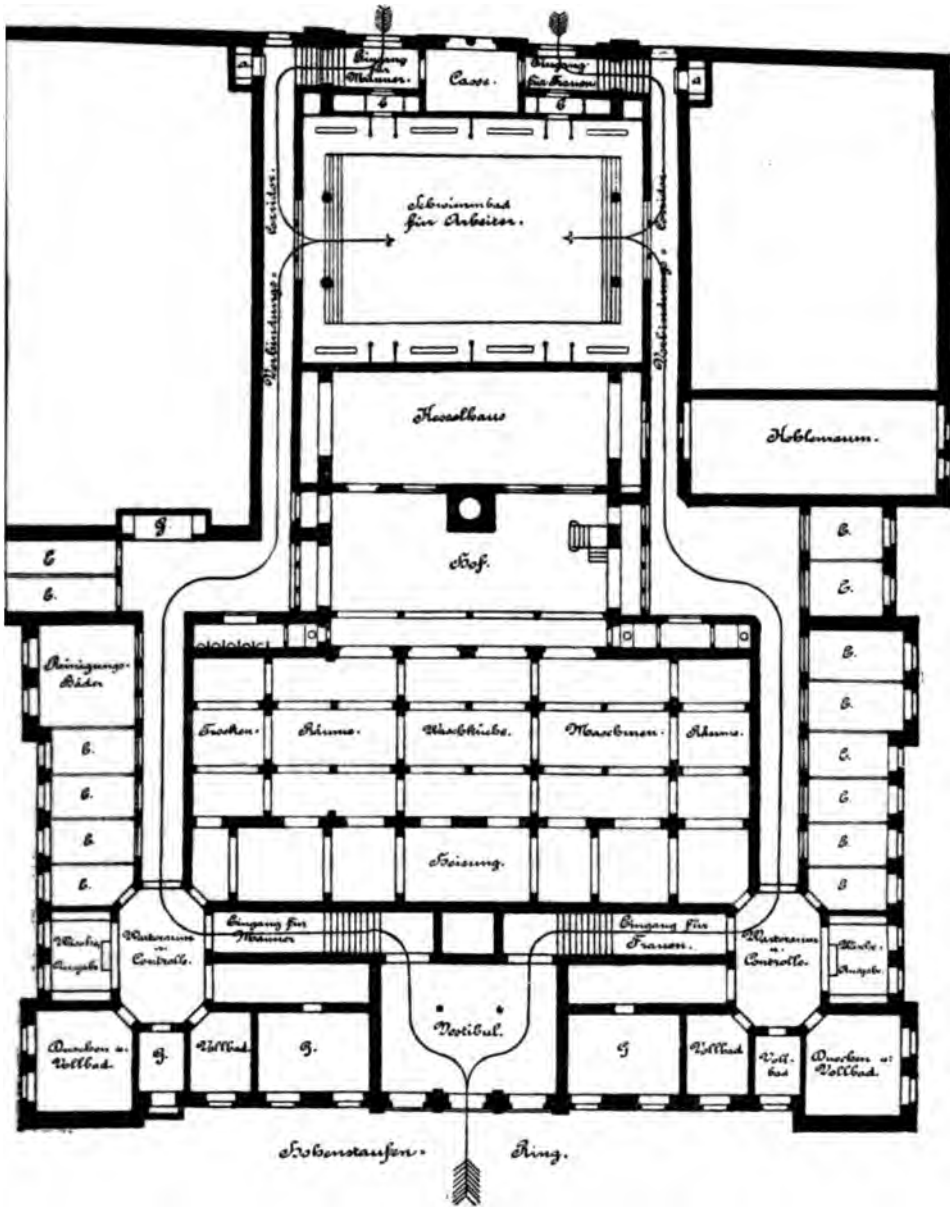 Eingang
für
Männer.
Casse.
Eingang
für Frauen.
a
a
C
C
Schwimmbad
für Arbeiter.
Verbindungs-Corridor.
Verbindungs-Corridor
Kesselhaus
Kohlenraum.
Hof.
G.
C
C.
C.
C.
Reinigungs-
Bäder
C.
C.
C.
C.
C.
C.
C.
C.
C.
C
Trocken-
Räume.
Waschküche.
Maschinen-
Räume.
Heizung.
Eingang für
Männer
Eingang für
Frauen.
Wäsche
Ausgabe.
Warteraum
u.
Controlle.
Warteraum
u.
Controlle.
Wäsche-
Ausgabe.
Vestibul.
Douchen u.
Vollbad.
Vollbad.
Vollbad
Voll-
bad
Douchen u.
Vollbad.
Hohenstaufen-
Ring.